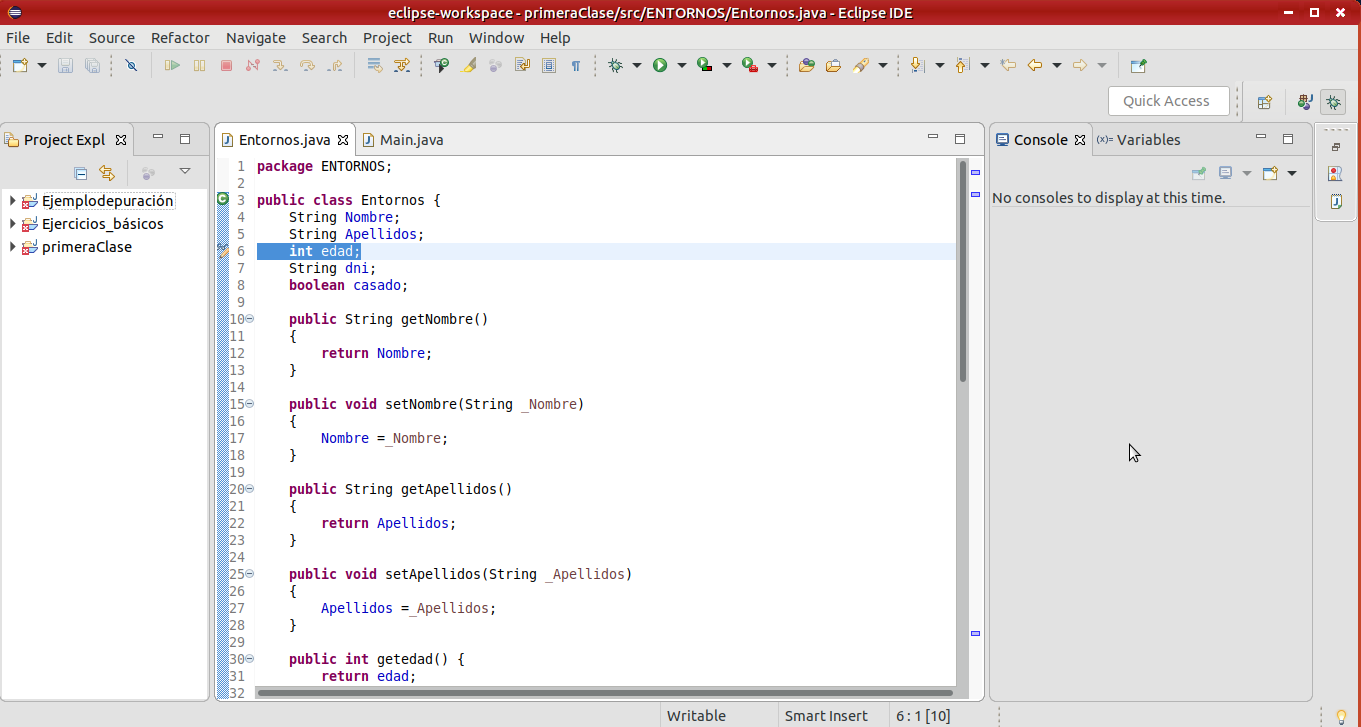 eclipse-workspace - primeraClase/src/ENTORNOS/Entornos.java - Eclipse IDE
File Edit Source Refactor Navigate Search Project Run Window Help
Quick Access
Project Expl
Ejemplodepuración
Ejercicios_básicos
primeraClase
Entornos.java Main.java
1 package ENTORNOS;
2
3 public class Entornos {
4     String Nombre;
5     String Apellidos;
6     int edad;
7     String dni;
8     boolean casado;
9
10     public String getNombre()
11     {
12         return Nombre;
13     }
14
15     public void setNombre(String _Nombre)
16     {
17         Nombre =_Nombre;
18     }
19
20     public String getApellidos()
21     {
22         return Apellidos;
23     }
24
25     public void setApellidos(String _Apellidos)
26     {
27         Apellidos =_Apellidos;
28     }
29
30     public int getedad() {
31         return edad;
32
Console (x)= Variables
No consoles to display at this time.
Writable Smart Insert 6 : 1 [10]